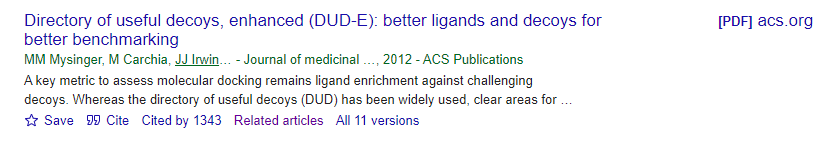 Directory of useful decoys, enhanced (DUD-E): better ligands and decoys for
better benchmarking
[PDF] acs.org
MM Mysinger, M Carchia, JJ Irwin… - Journal of medicinal …, 2012 - ACS Publications
A key metric to assess molecular docking remains ligand enrichment against challenging
decoys. Whereas the directory of useful decoys (DUD) has been widely used, clear areas for …
Save Cite Cited by 1343 Related articles All 11 versions